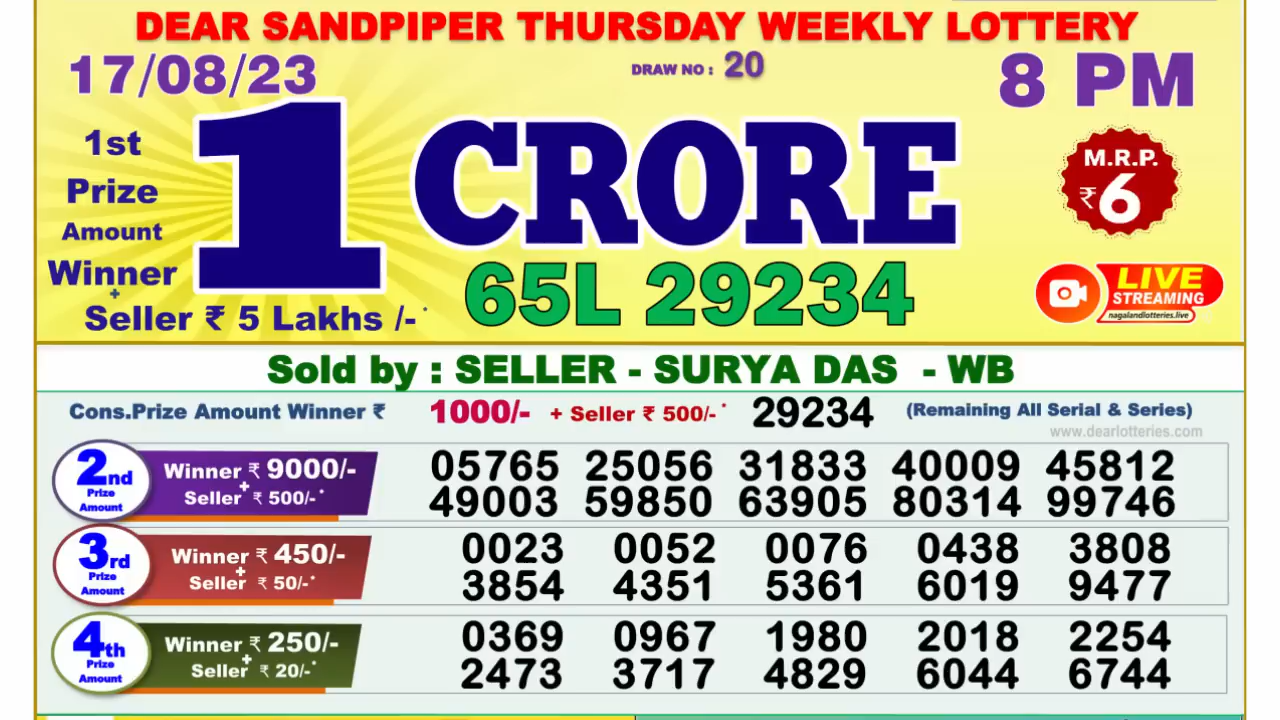 DEAR SANDPIPER THURSDAY WEEKLY LOTTERY
17/08/23
DRAW NO : 20
8 PM
1st
Prize
Amount
Winner
+
Seller ₹ 5 Lakhs /-*
1 CRORE
65L 29234
M.R.P.
₹6
LIVE
STREAMING
nagalandlotteries.live
Sold by : SELLER - SURYA DAS - WB
Cons.Prize Amount Winner ₹ 1000/- + Seller ₹ 500/-* 29234 (Remaining All Serial & Series)
www.dearlotteries.com
2nd
Prize
Amount
Winner ₹ 9000/-
+
Seller ₹ 500/-*
05765 25056 31833 40009 45812
49003 59850 63905 80314 99746
3rd
Prize
Amount
Winner ₹ 450/-
+
Seller ₹ 50/-*
0023 0052 0076 0438 3808
3854 4351 5361 6019 9477
4th
Prize
Amount
Winner ₹ 250/-
+
Seller ₹ 20/-*
0369 0967 1980 2018 2254
2473 3717 4829 6044 6744